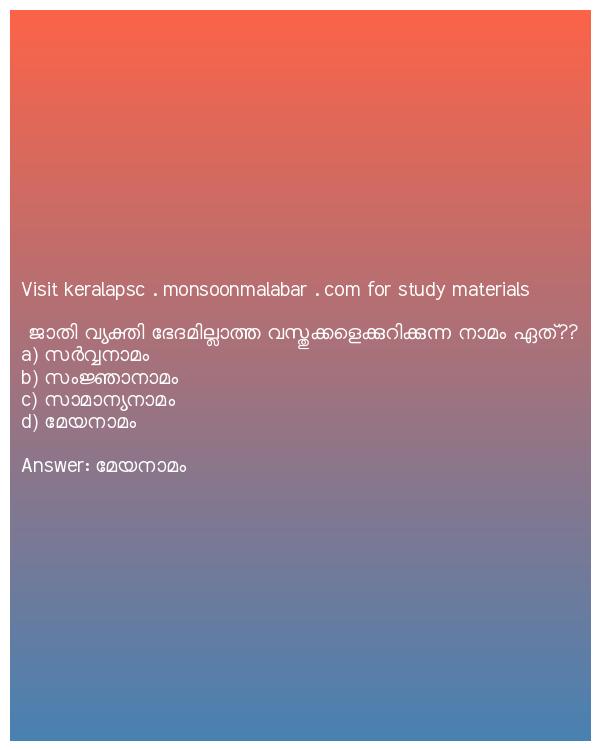 Visit keralapsc . monsoonmalabar . com for study materials
ജാതി വ്യക്തി ഭേദമില്ലാത്ത വസ്തുക്കളെക്കുറിക്കുന്ന നാമം ഏത്??
a) സർവ്വനാമം
b) സംജ്ഞാനാമം
c) സാമാന്യനാമം
d) മേയനാമം
Answer: മേയനാമം